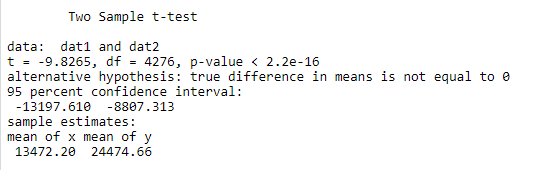 Two Sample t-test
data:  dat1 and dat2
t = -9.8265, df = 4276, p-value < 2.2e-16
alternative hypothesis: true difference in means is not equal to 0
95 percent confidence interval:
 -13197.610  -8807.313
sample estimates:
mean of x mean of y
 13472.20  24474.66